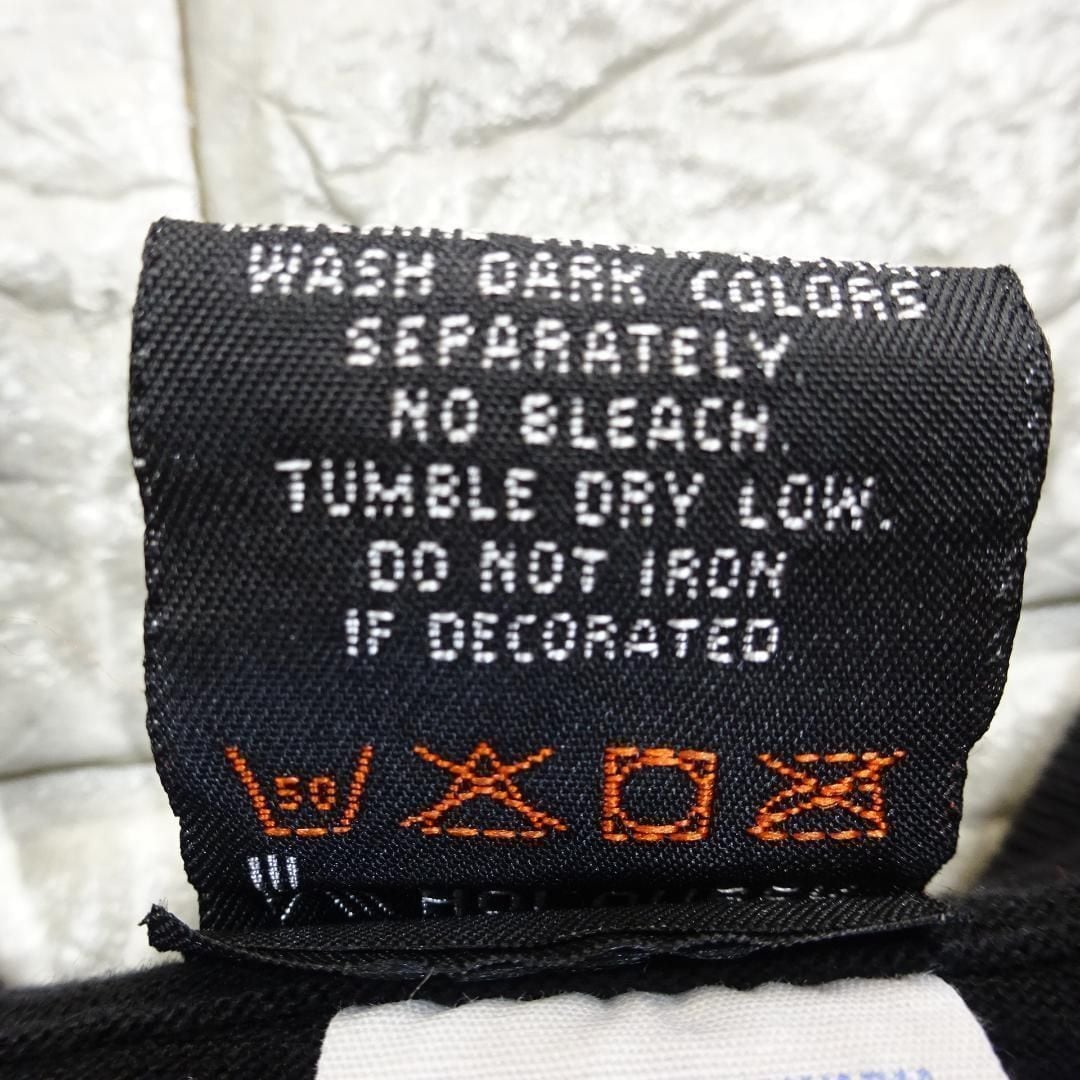 WASH DARK COLORS
SEPARATELY
NO BLEACH.
TUMBLE DRY LOW.
DO NOT IRON
IF DECORATED
50